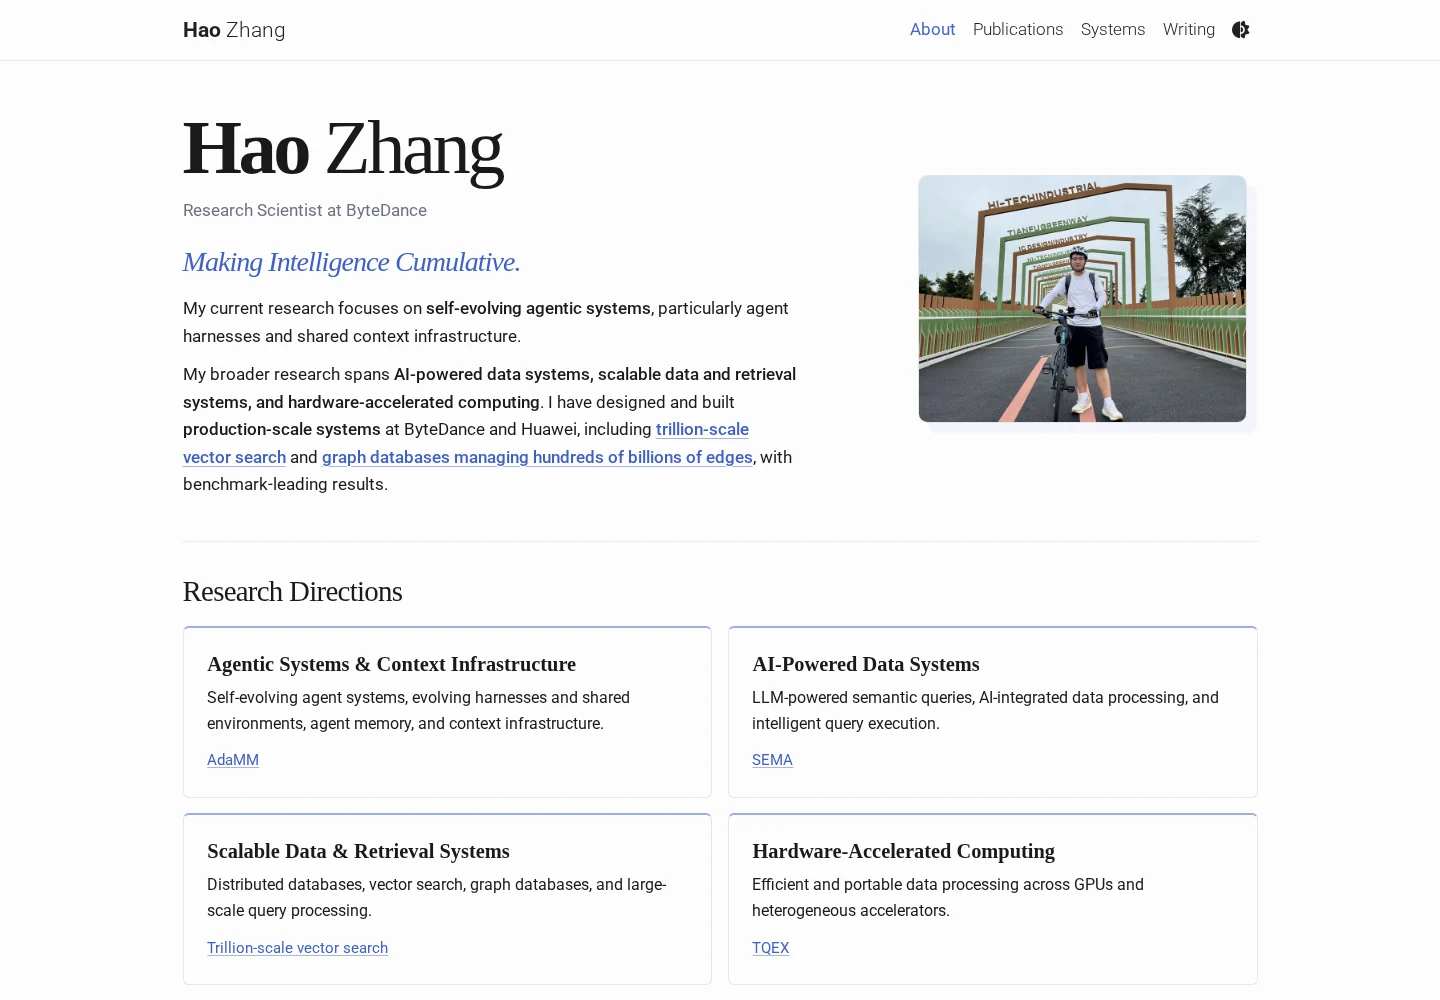 Hao Zhang
About Publications Systems Writing
Hao Zhang
Research Scientist at ByteDance
Making Intelligence Cumulative.
My current research focuses on self-evolving agentic systems, particularly agent
harnesses and shared context infrastructure.
My broader research spans AI-powered data systems, scalable data and retrieval
systems, and hardware-accelerated computing. I have designed and built
production-scale systems at ByteDance and Huawei, including trillion-scale
vector search and graph databases managing hundreds of billions of edges, with
benchmark-leading results.
HI-TECHINDUSTRIAL
TIANFUGREENWAY
IC DESIGNINDUSTRY
Research Directions
Agentic Systems & Context Infrastructure
Self-evolving agent systems, evolving harnesses and shared
environments, agent memory, and context infrastructure.
AdaMM
AI-Powered Data Systems
LLM-powered semantic queries, AI-integrated data processing, and
intelligent query execution.
SEMA
Scalable Data & Retrieval Systems
Distributed databases, vector search, graph databases, and large-
scale query processing.
Trillion-scale vector search
Hardware-Accelerated Computing
Efficient and portable data processing across GPUs and
heterogeneous accelerators.
TQEX